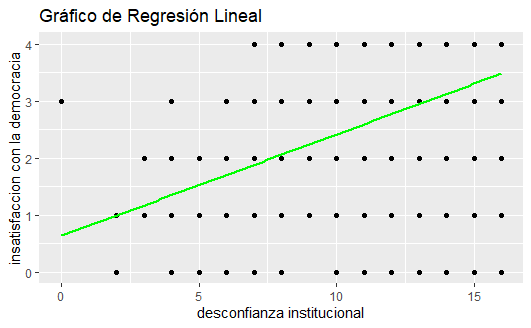 Gráfico de Regresión Lineal
insatisfaccion con la democracia
4
3
2
1
0
0 5 10 15
desconfianza institucional